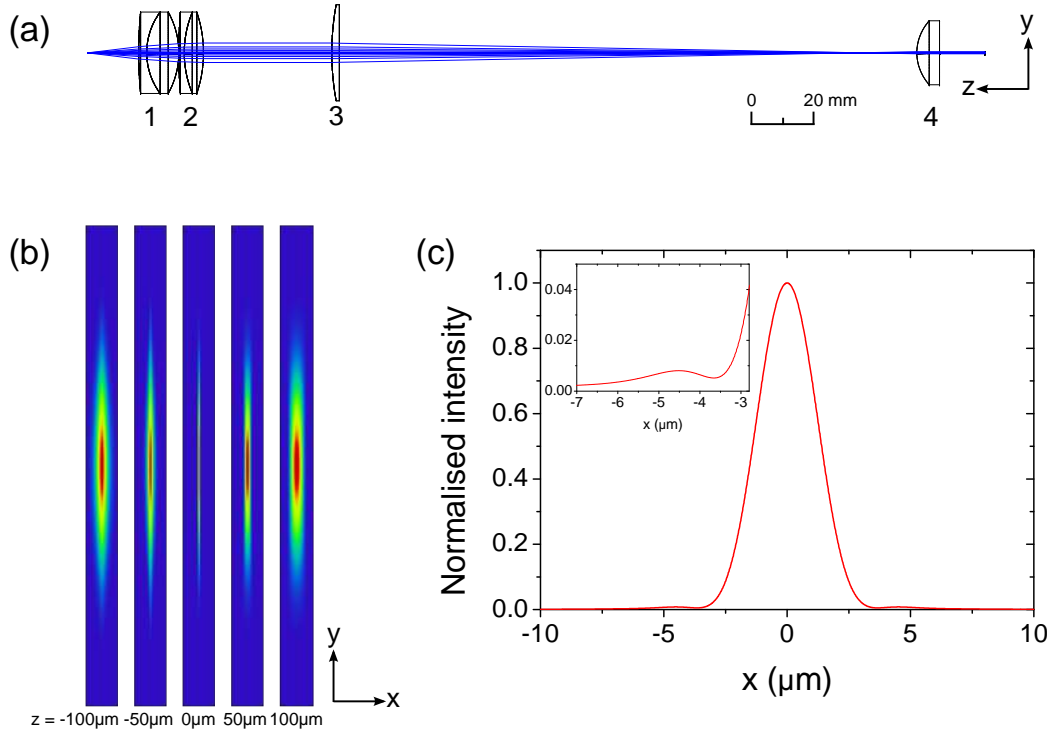 (a)
1 2 3 4
0 20 mm
y
z
(b)
z = -100µm -50µm 0µm 50µm 100µm
y
x
(c)
Normalised intensity
1.0
0.8
0.6
0.4
0.2
0.0
-10 -5 0 5 10
x (µm)
0.04
0.02
0.00
-7 -6 -5 -4 -3
x (µm)